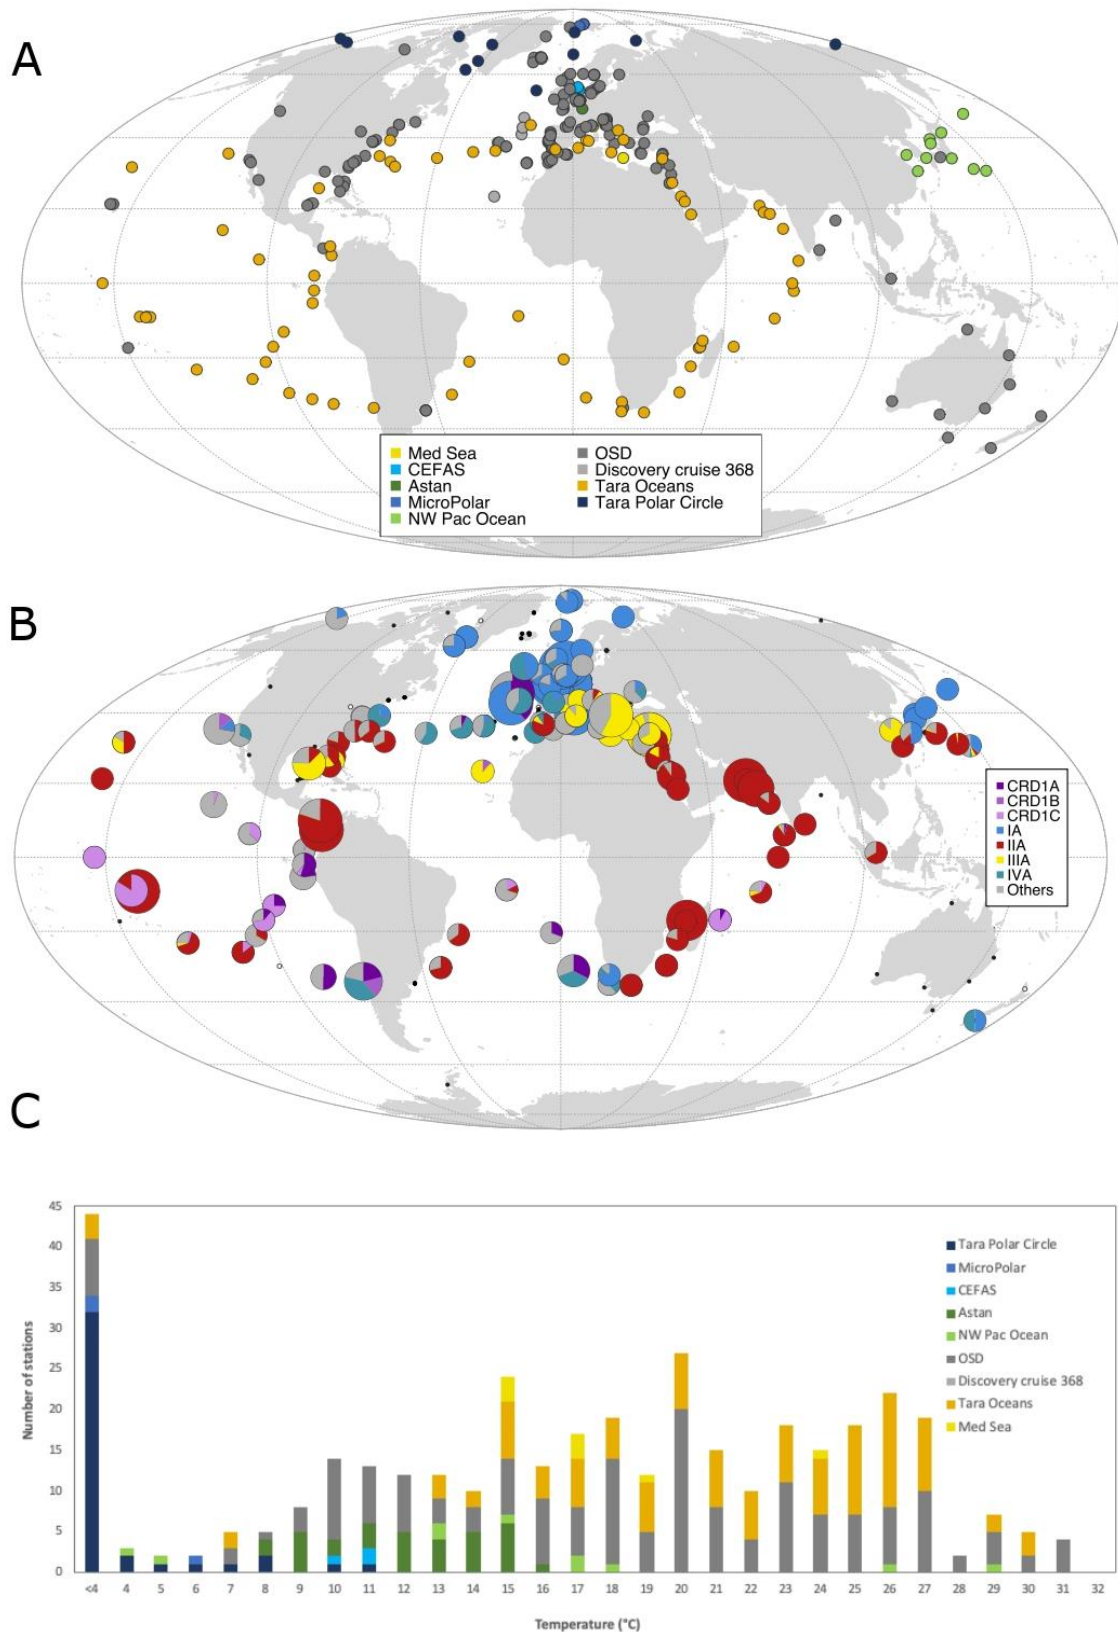 A
Med Sea
CEFAS
Astan
MicroPolar
NW Pac Ocean
OSD
Discovery cruise 368
Tara Oceans
Tara Polar Circle
B
CRD1A
CRD1B
CRD1C
IA
IIA
IIIA
IVA
Others
C
45
40
35
30
25
20
15
10
5
0
Number of stations
Tara Polar Circle
MicroPolar
CEFAS
Astan
NW Pac Ocean
OSD
Discovery cruise 368
Tara Oceans
Med Sea
<4 4 5 6 7 8 9 10 11 12 13 14 15 16 17 18 19 20 21 22 23 24 25 26 27 28 29 30 31 32
Temperature (°C)